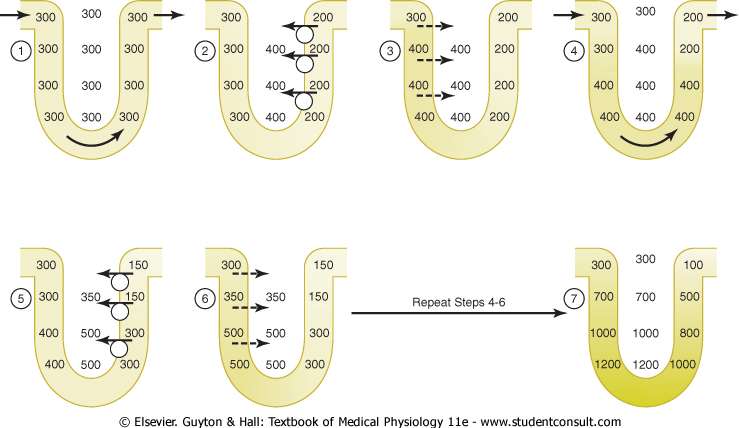 300 300 300
1 300 300 300
300 300 300
300 300 300
300 200
2 300 400 200
300 400 200
300 400 200
300 200
3 400 400 200
400 400 200
400 400 200
300 300 200
4 300 400 200
400 400 400
400 400 400
300 150
5 300 350 150
400 500 300
400 500 300
300 150
6 350 350 150
500 500 300
500 500 300
Repeat Steps 4-6
300 300 100
7 700 700 500
1000 1000 800
1200 1200 1000
© Elsevier. Guyton & Hall: Textbook of Medical Physiology 11e - www.studentconsult.com